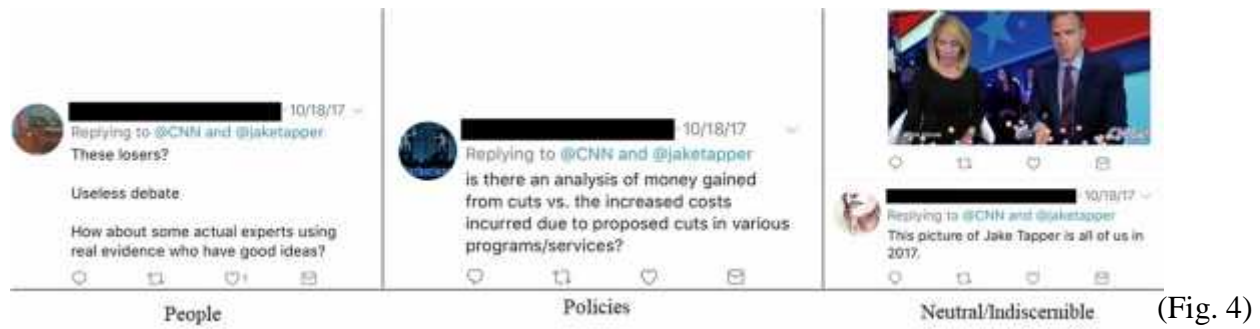 10/18/17
Replying to @CNN and @jaketapper
These losers?
Useless debate
How about some actual experts using
real evidence who have good ideas?
1
People
10/18/17
Replying to @CNN and @jaketapper
is there an analysis of money gained
from cuts vs. the increased costs
incurred due to proposed cuts in various
programs/services?
Policies
10/18/17
Replying to @CNN and @jaketapper
This picture of Jake Tapper is all of us in
2017.
Neutral/Indiscernible
(Fig. 4)